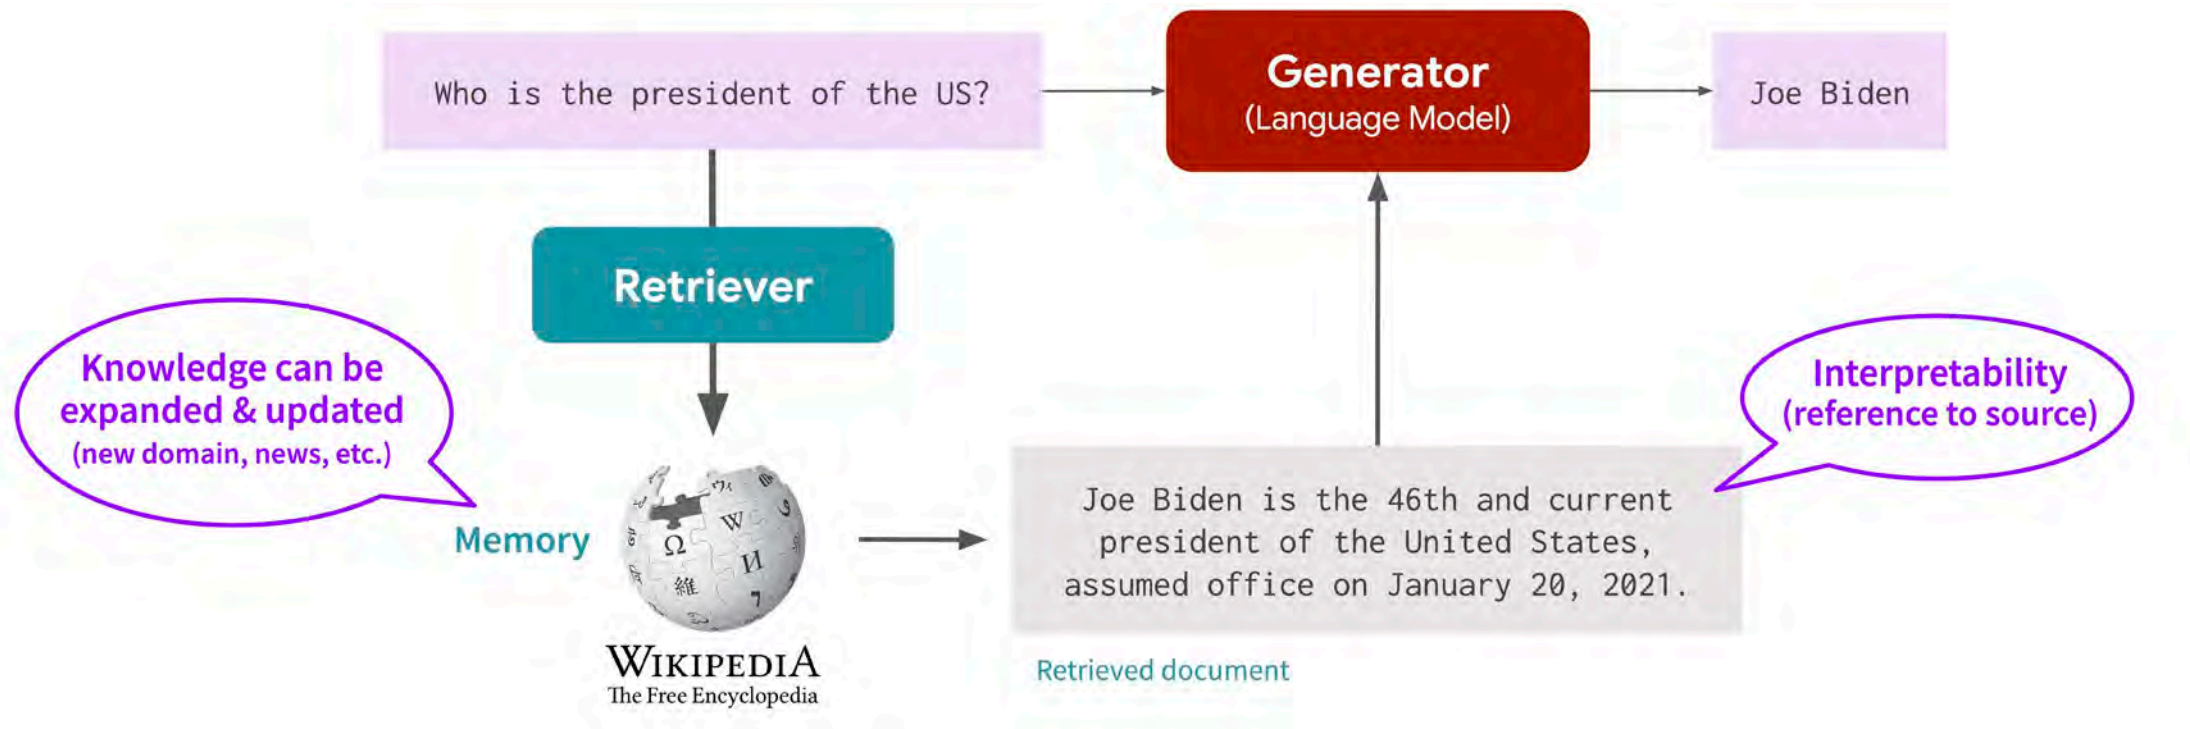 Who is the president of the US?
Generator
(Language Model)
Joe Biden
Retriever
Knowledge can be
expanded & updated
(new domain, news, etc.)
Interpretability
(reference to source)
Memory
Ω
W
И
維
7
WIKIPEDIA
The Free Encyclopedia
Joe Biden is the 46th and current
president of the United States,
assumed office on January 20, 2021.
Retrieved document